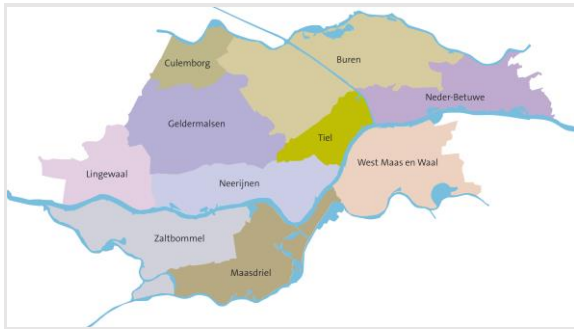 Culemborg
Buren
Neder-Betuwe
Geldermalsen
Tiel
West Maas en Waal
Lingewaal
Neerijnen
Zaltbommel
Maasdriel